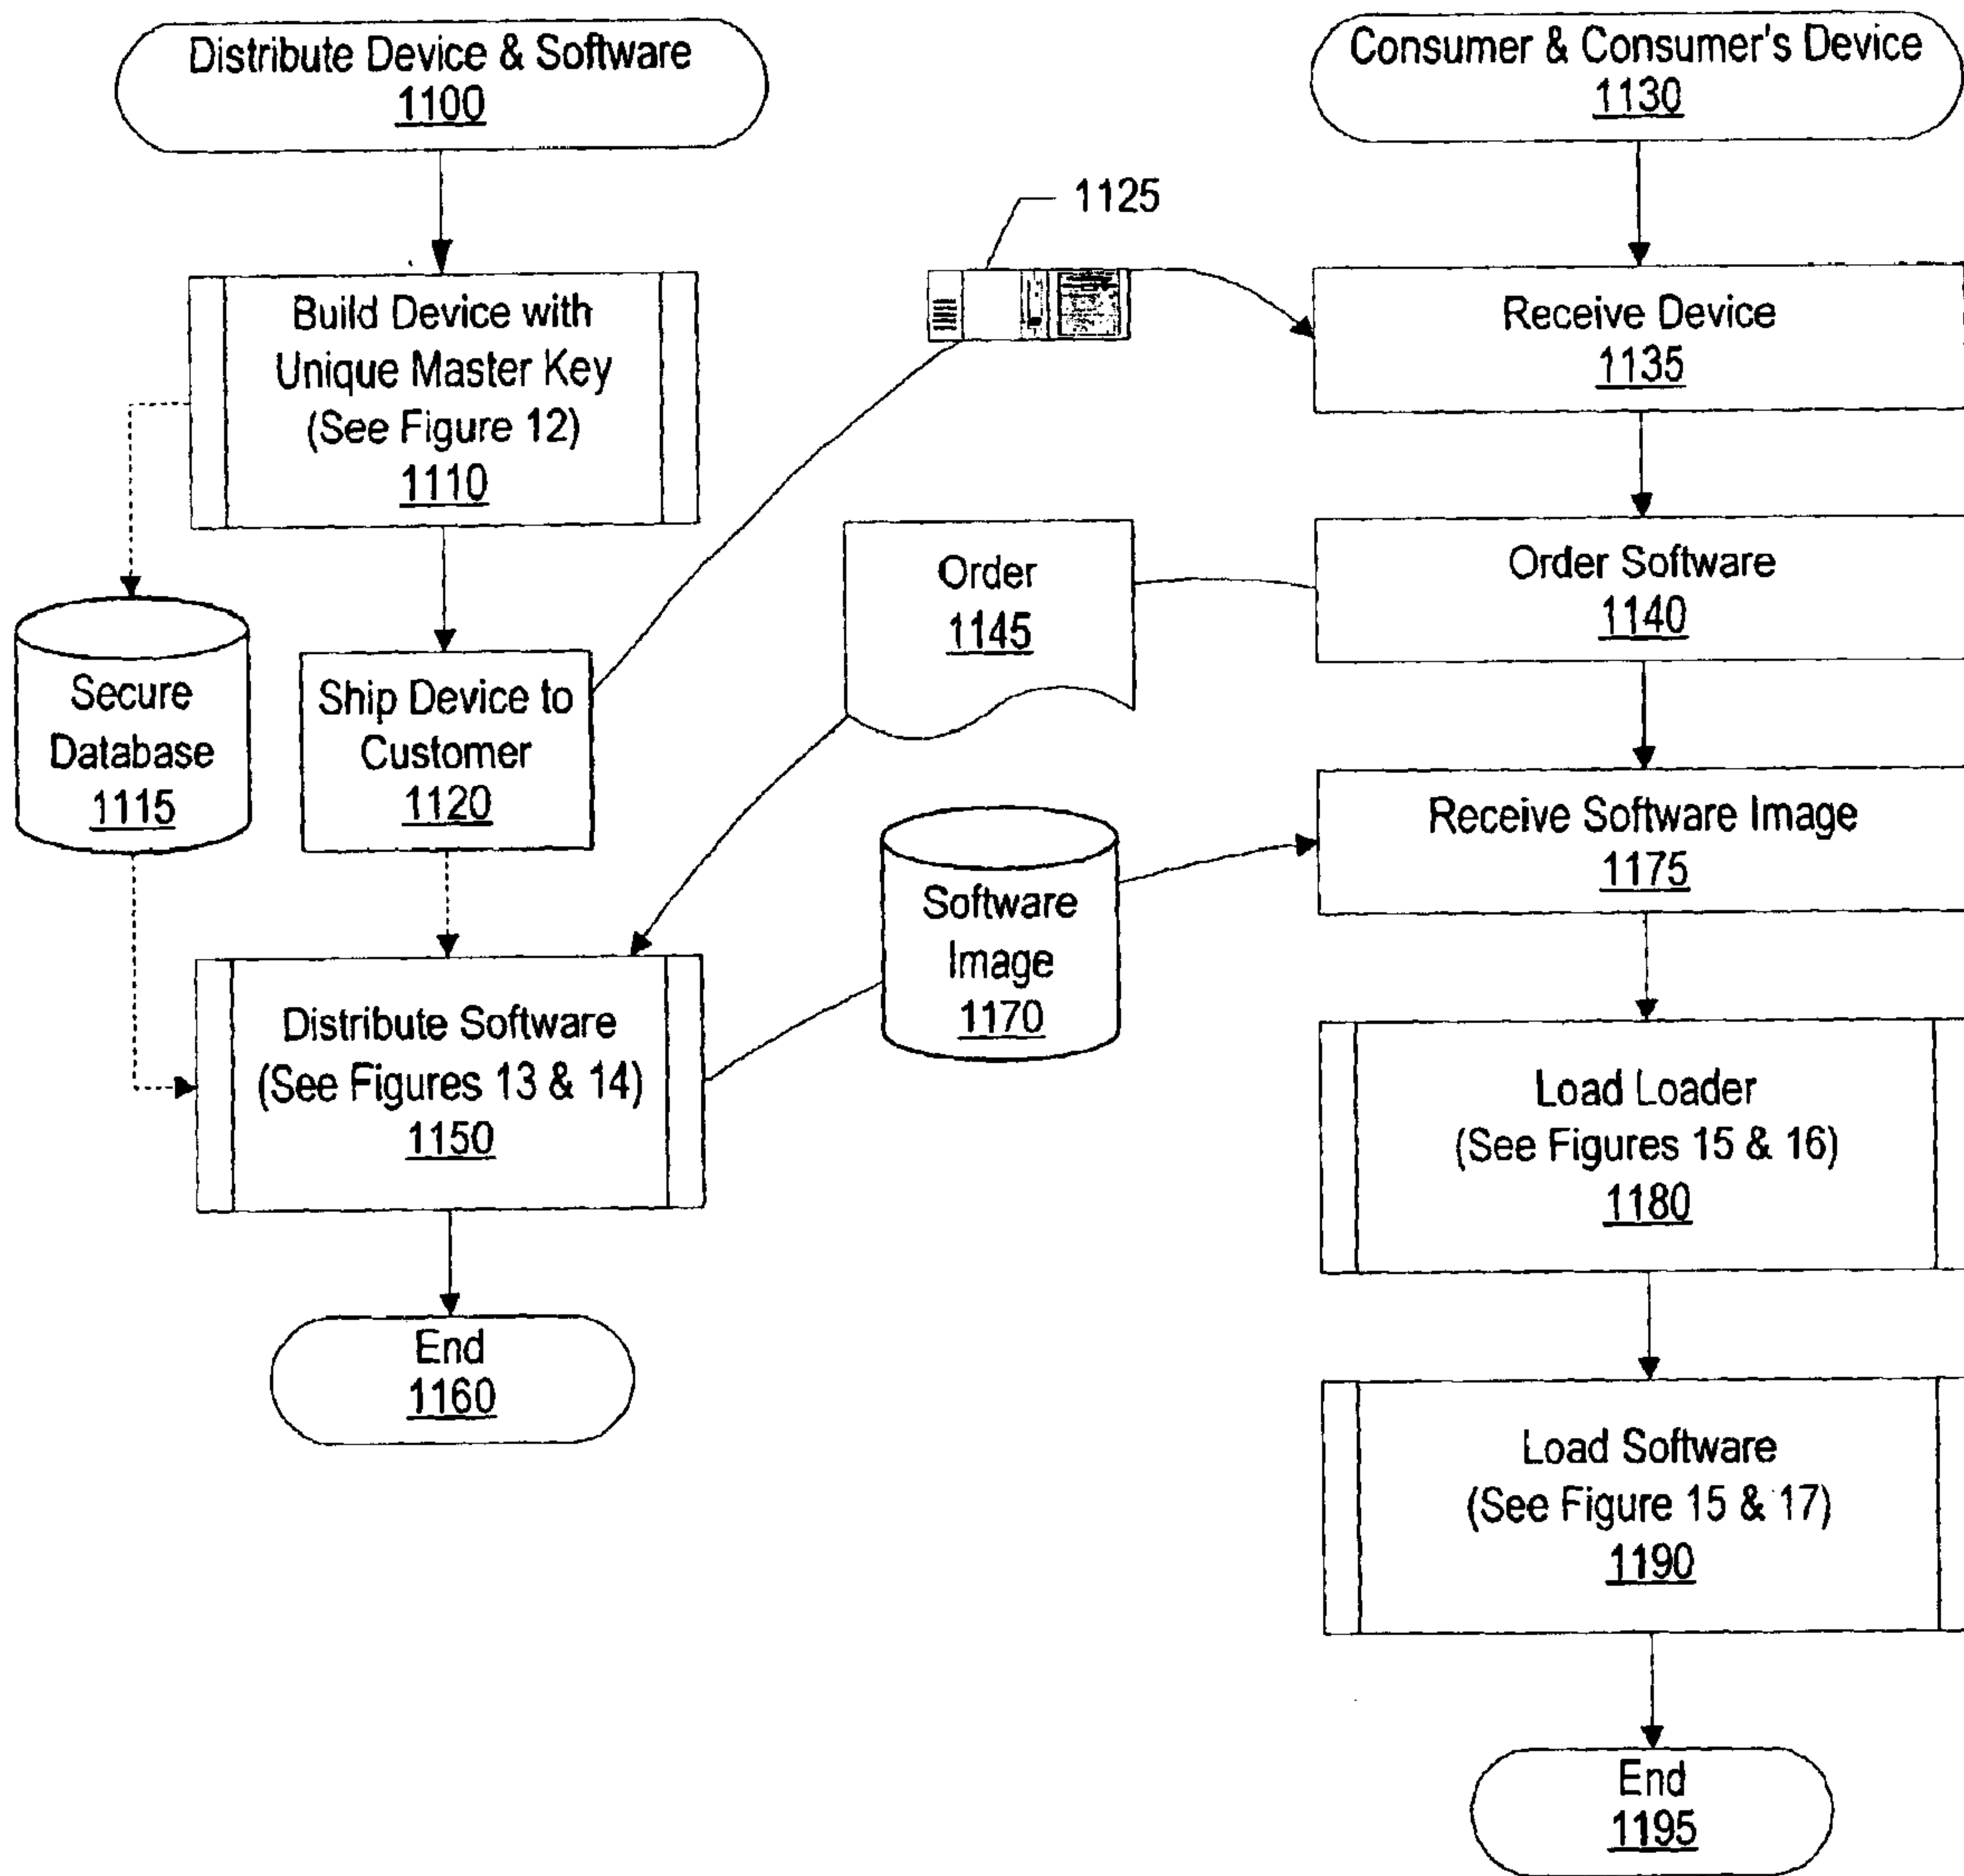 Distribute Device & Software
1100
Build Device with
Unique Master Key
(See Figure 12)
1110
Secure
Database
1115
Ship Device to
Customer
1120
Distribute Software
(See Figures 13 & 14)
1150
End
1160
1125
Order
1145
Software
Image
1170
Consumer & Consumer's Device
1130
Receive Device
1135
Order Software
1140
Receive Software Image
1175
Load Loader
(See Figures 15 & 16)
1180
Load Software
(See Figure 15 & 17)
1190
End
1195